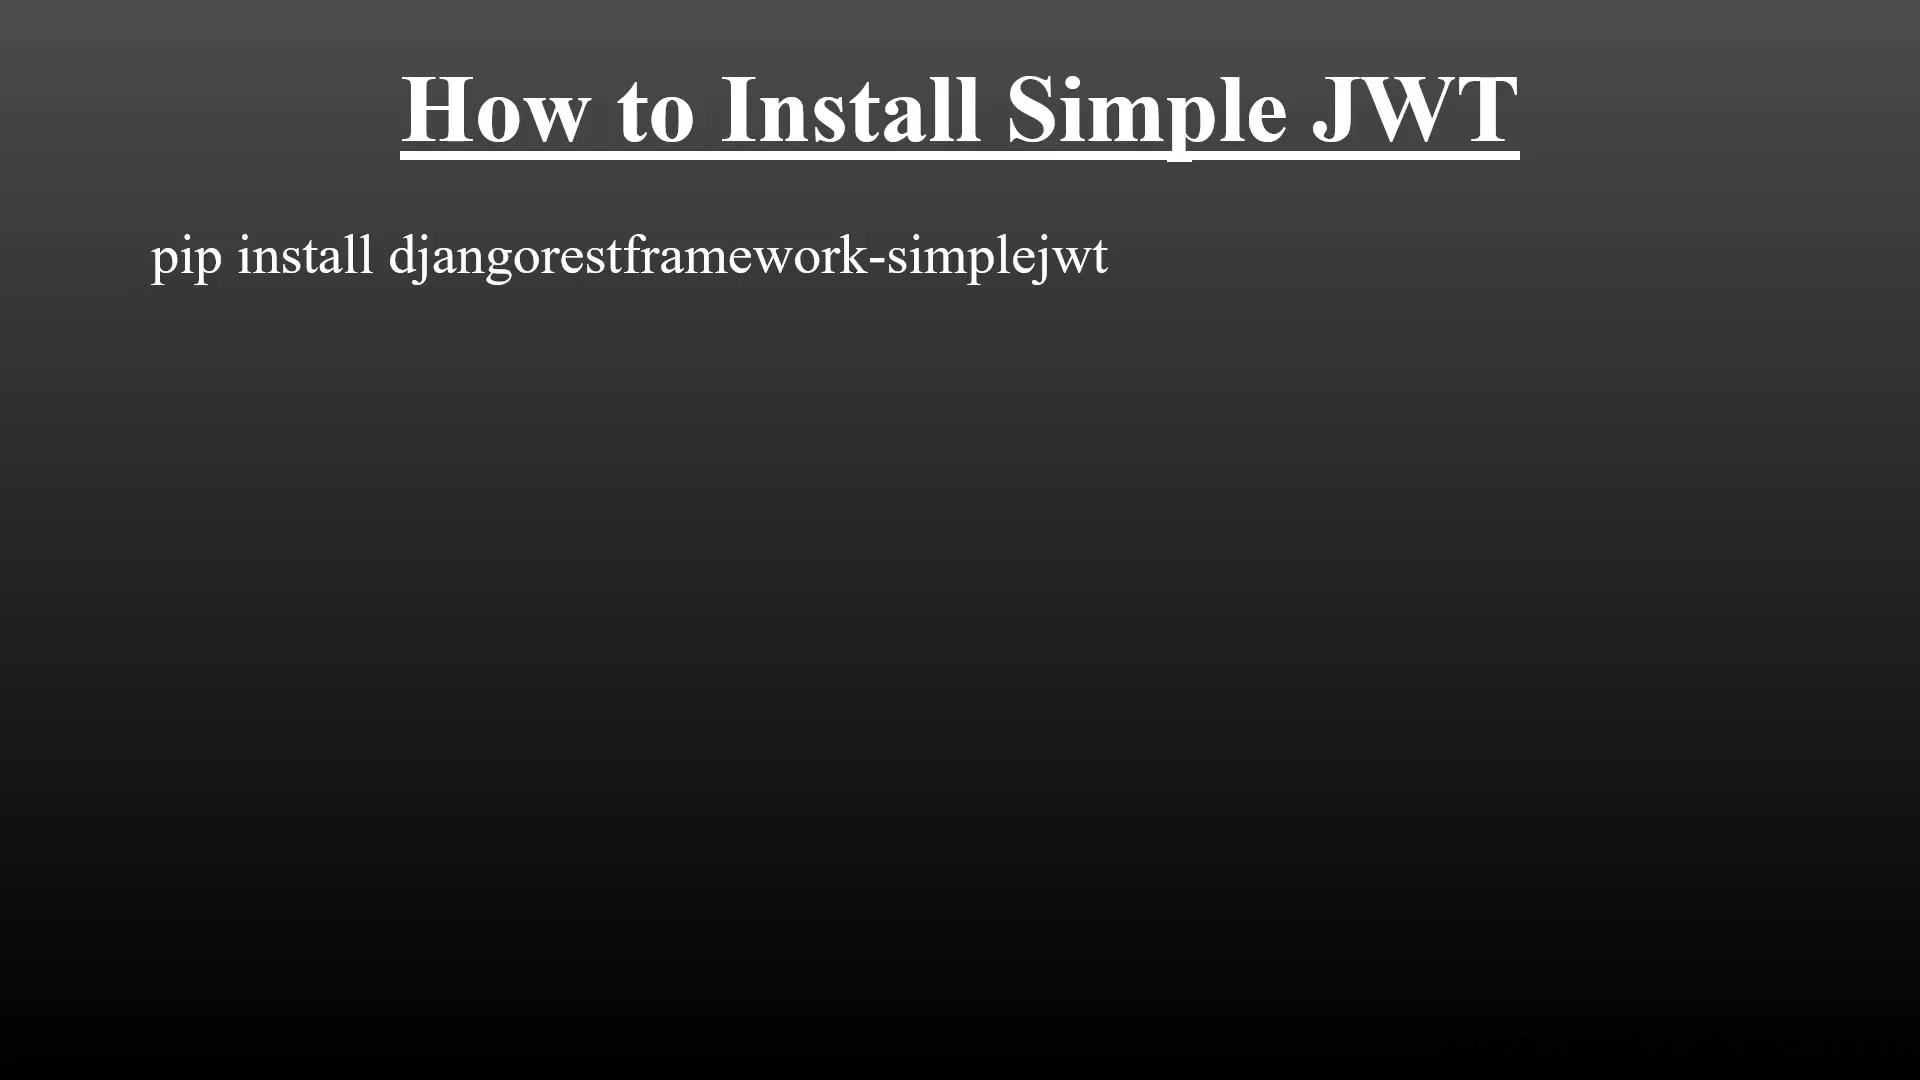 How to Install Simple JWT
pip install djangorestframework-simplejwt